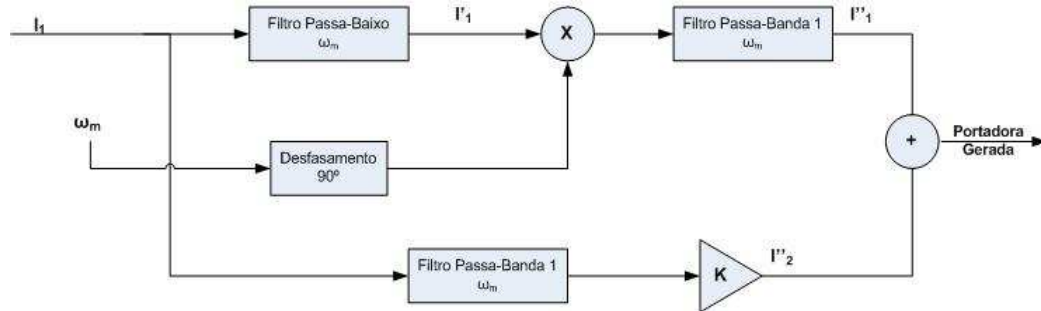 I₁
Filtro Passa-Baixo
ωₘ
I'₁
X
Filtro Passa-Banda 1
ωₘ
I''₁
ωₘ
Desfasamento
90º
+
Portadora
Gerada
Filtro Passa-Banda 1
ωₘ
K
I''₂